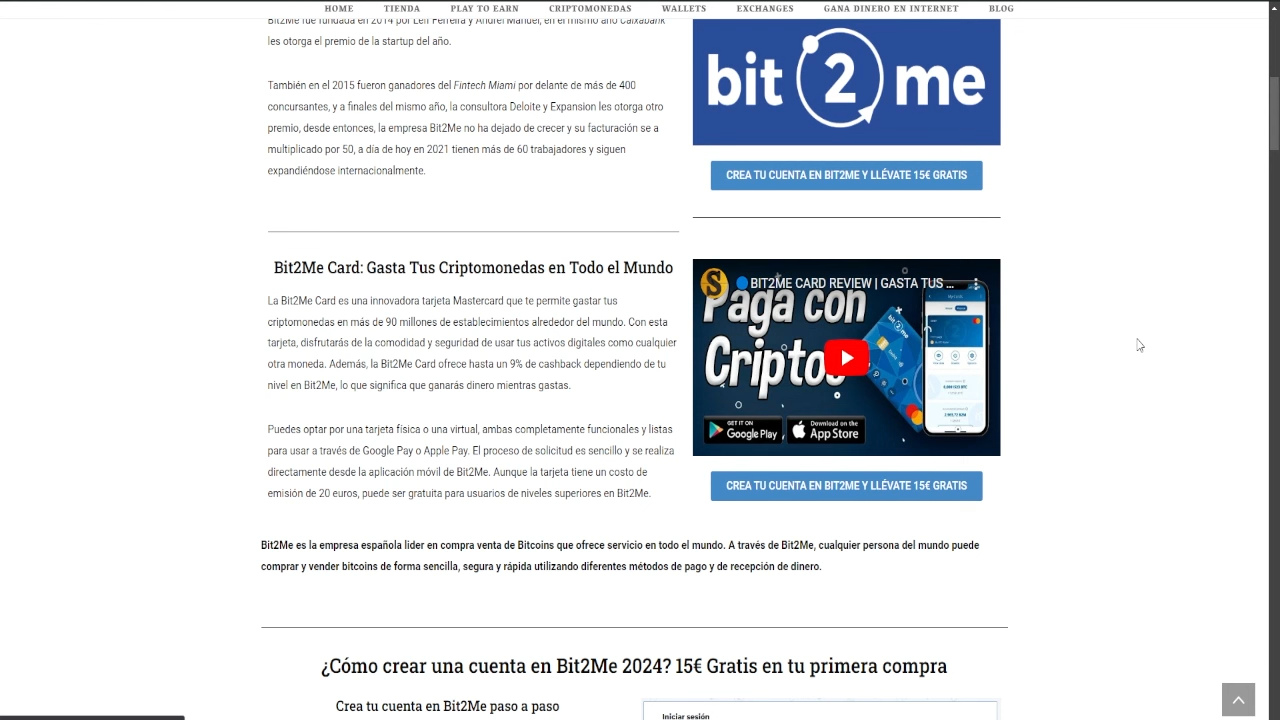 HOME TIENDA PLAY TO EARN CRIPTOMONEDAS WALLETS EXCHANGES GANA DINERO EN INTERNET BLOG
Bit2Me fue fundada en 2014 por Leif Ferreira y Andrei Manuel, en el mismo año Caixabank
les otorga el premio de la startup del año.
También en el 2015 fueron ganadores del Fintech Miami por delante de más de 400
concursantes, y a finales del mismo año, la consultora Deloite y Expansion les otorga otro
premio, desde entonces, la empresa Bit2Me no ha dejado de crecer y su facturación se a
multiplicado por 50, a día de hoy en 2021 tienen más de 60 trabajadores y siguen
expandiéndose internacionalmente.
bit 2 me
CREA TU CUENTA EN BIT2ME Y LLÉVATE 15€ GRATIS
Bit2Me Card: Gasta Tus Criptomonedas en Todo el Mundo
La Bit2Me Card es una innovadora tarjeta Mastercard que te permite gastar tus
criptomonedas en más de 90 millones de establecimientos alrededor del mundo. Con esta
tarjeta, disfrutarás de la comodidad y seguridad de usar tus activos digitales como cualquier
otra moneda. Además, la Bit2Me Card ofrece hasta un 9% de cashback dependiendo de tu
nivel en Bit2Me, lo que significa que ganarás dinero mientras gastas.
Puedes optar por una tarjeta física o una virtual, ambas completamente funcionales y listas
para usar a través de Google Pay o Apple Pay. El proceso de solicitud es sencillo y se realiza
directamente desde la aplicación móvil de Bit2Me. Aunque la tarjeta tiene un costo de
emisión de 20 euros, puede ser gratuita para usuarios de niveles superiores en Bit2Me.
S
BIT2ME CARD REVIEW | GASTA TUS ...
Paga con
Criptos
bit2me
GET IT ON
Google Play
Download on the
App Store
CREA TU CUENTA EN BIT2ME Y LLÉVATE 15€ GRATIS
Bit2Me es la empresa española lider en compra venta de Bitcoins que ofrece servicio en todo el mundo. A través de Bit2Me, cualquier persona del mundo puede
comprar y vender bitcoins de forma sencilla, segura y rápida utilizando diferentes métodos de pago y de recepción de dinero.
¿Cómo crear una cuenta en Bit2Me 2024? 15€ Gratis en tu primera compra
Crea tu cuenta en Bit2Me paso a paso
Iniciar sesión